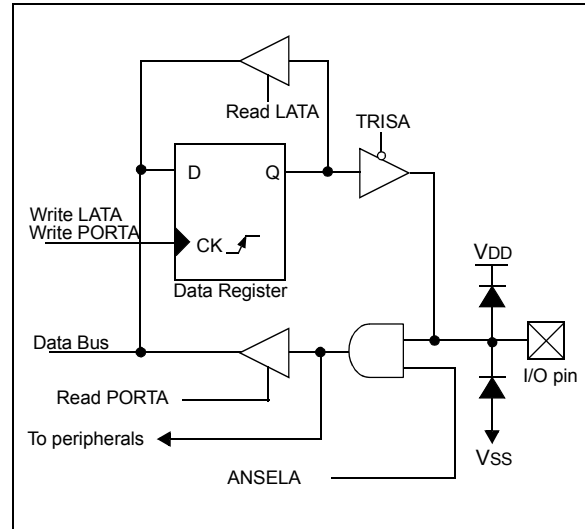 Read LATA
TRISA
D
Q
Write LATA
Write PORTA
CK
Data Register
VDD
Data Bus
I/O pin
Read PORTA
To peripherals
VSS
ANSELA